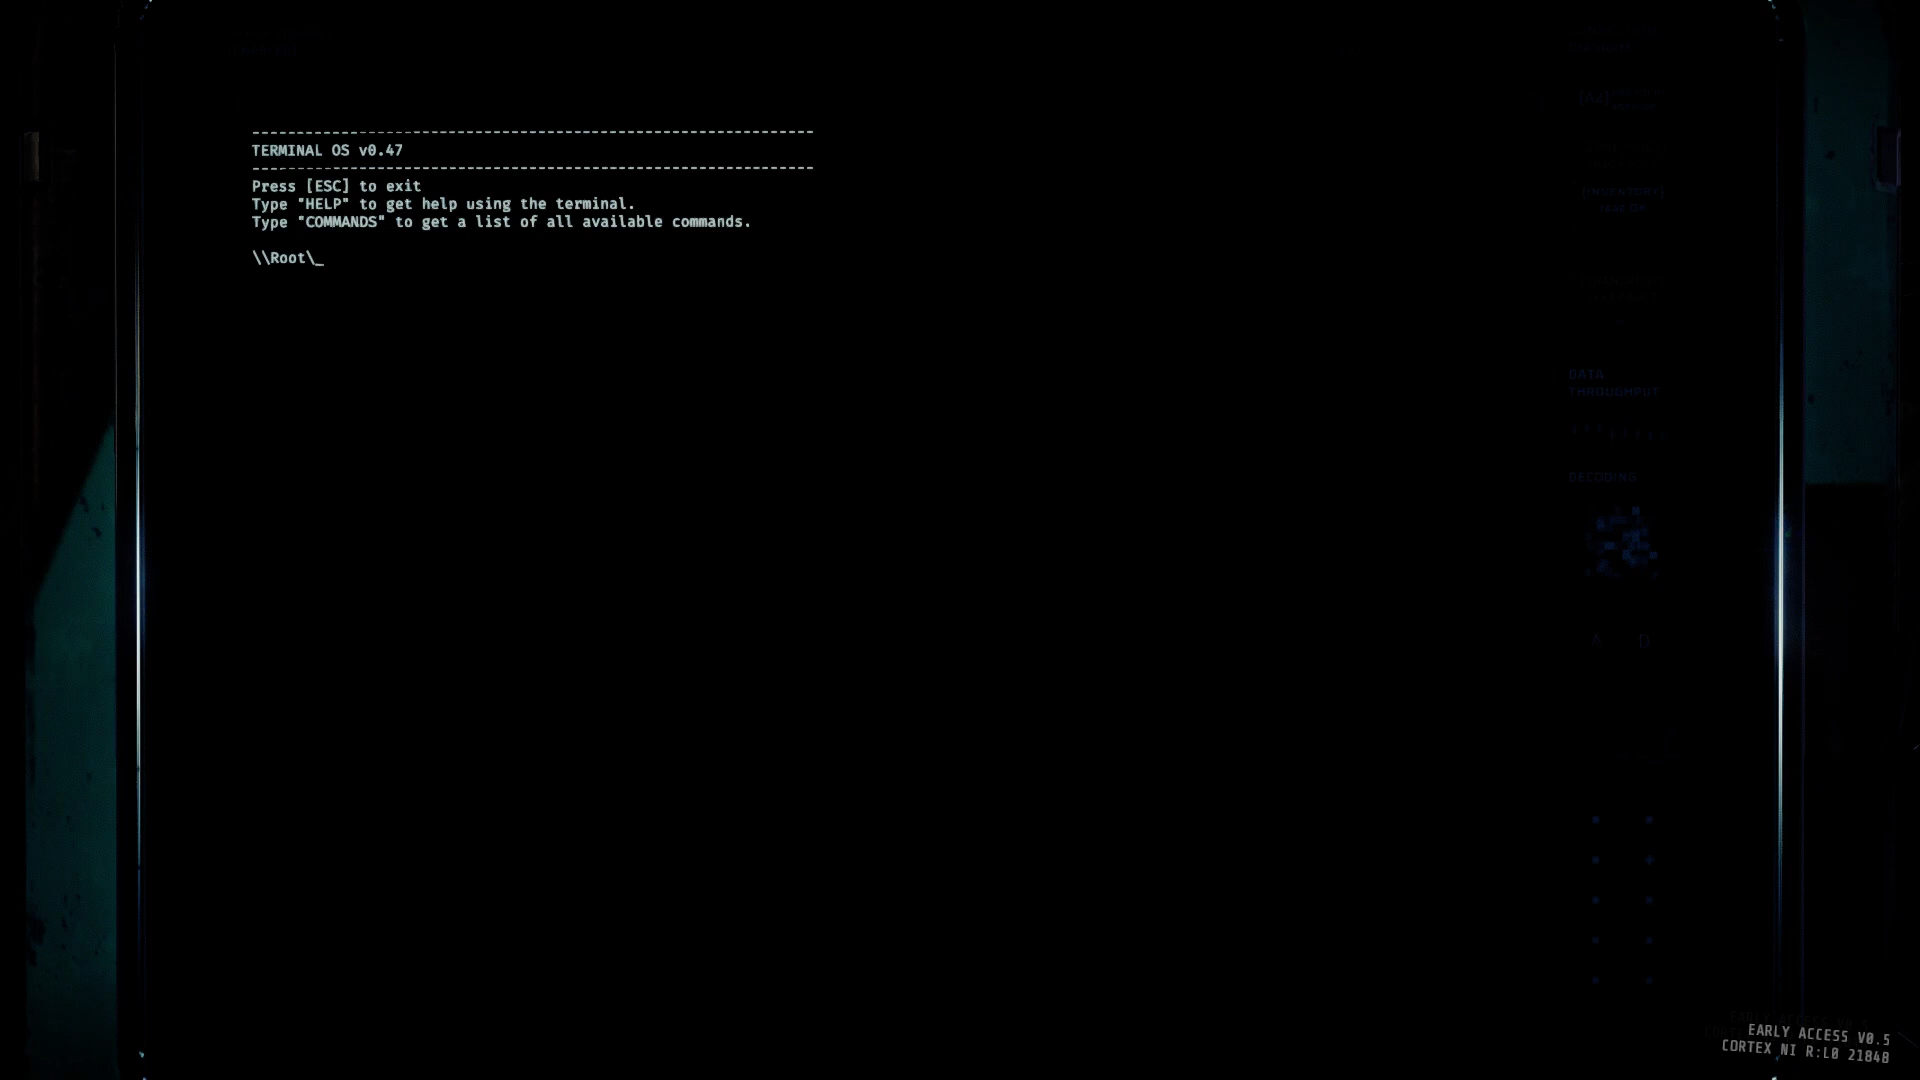 ------------------------------------------------------------------
TERMINAL OS v0.47
------------------------------------------------------------------
Press [ESC] to exit
Type "HELP" to get help using the terminal.
Type "COMMANDS" to get a list of all available commands.
\\Root\_
[INVENTORY]
DATA
THROUGHPUT
DECODING
A D
EARLY ACCESS V0.5
CORTEX NI R:L0 21848